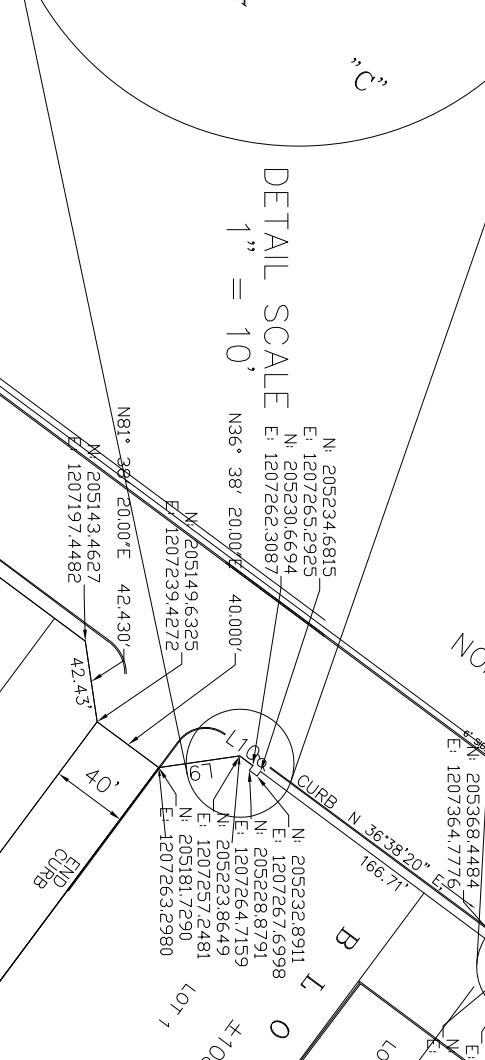 "C"
DETAIL SCALE
1" = 10'
N: 205234.6815
E: 1207265.2925
N: 205230.6694
E: 1207262.3087
N36° 38' 20.00"E 40.000'
N: 205149.6325
E: 1207239.4272
N81° 38' 20.00"E 42.430'
N: 205143.4627
E: 1207197.4482
42.43'
40'
END
CURB
L109
L9
CURB
N 36°38'20" E
166.71'
N: 205368.4484
E: 1207364.7776
N: 205232.8911
E: 1207267.6998
N: 205228.8791
E: 1207264.7159
N: 205223.8649
E: 1207257.2481
N: 205181.7290
E: 1207263.2980
B L O
LOT 1
N:
E: